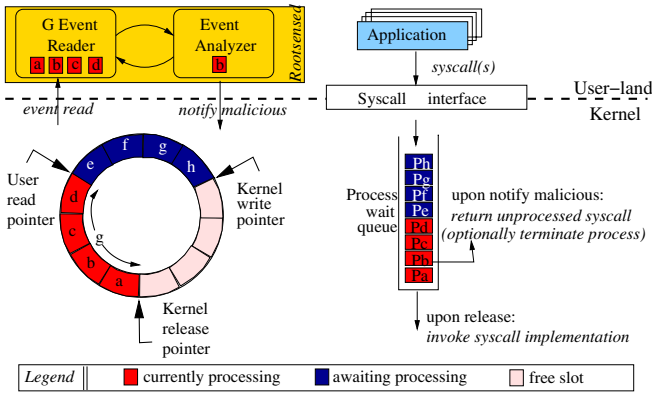 G Event
Reader
a b c d
Event
Analyzer
b
Rootsensed
Application
syscall(s)
event read
notify malicious
Syscall interface
User-land
Kernel
e f g h
d
c
b
a
g
User
read
pointer
Kernel
write
pointer
Kernel
release
pointer
Process
wait
queue
Ph
Pg
Pf
Pe
Pd
Pc
Pb
Pa
upon notify malicious:
return unprocessed syscall
(optionally terminate process)
upon release:
invoke syscall implementation
Legend
currently processing
awaiting processing
free slot